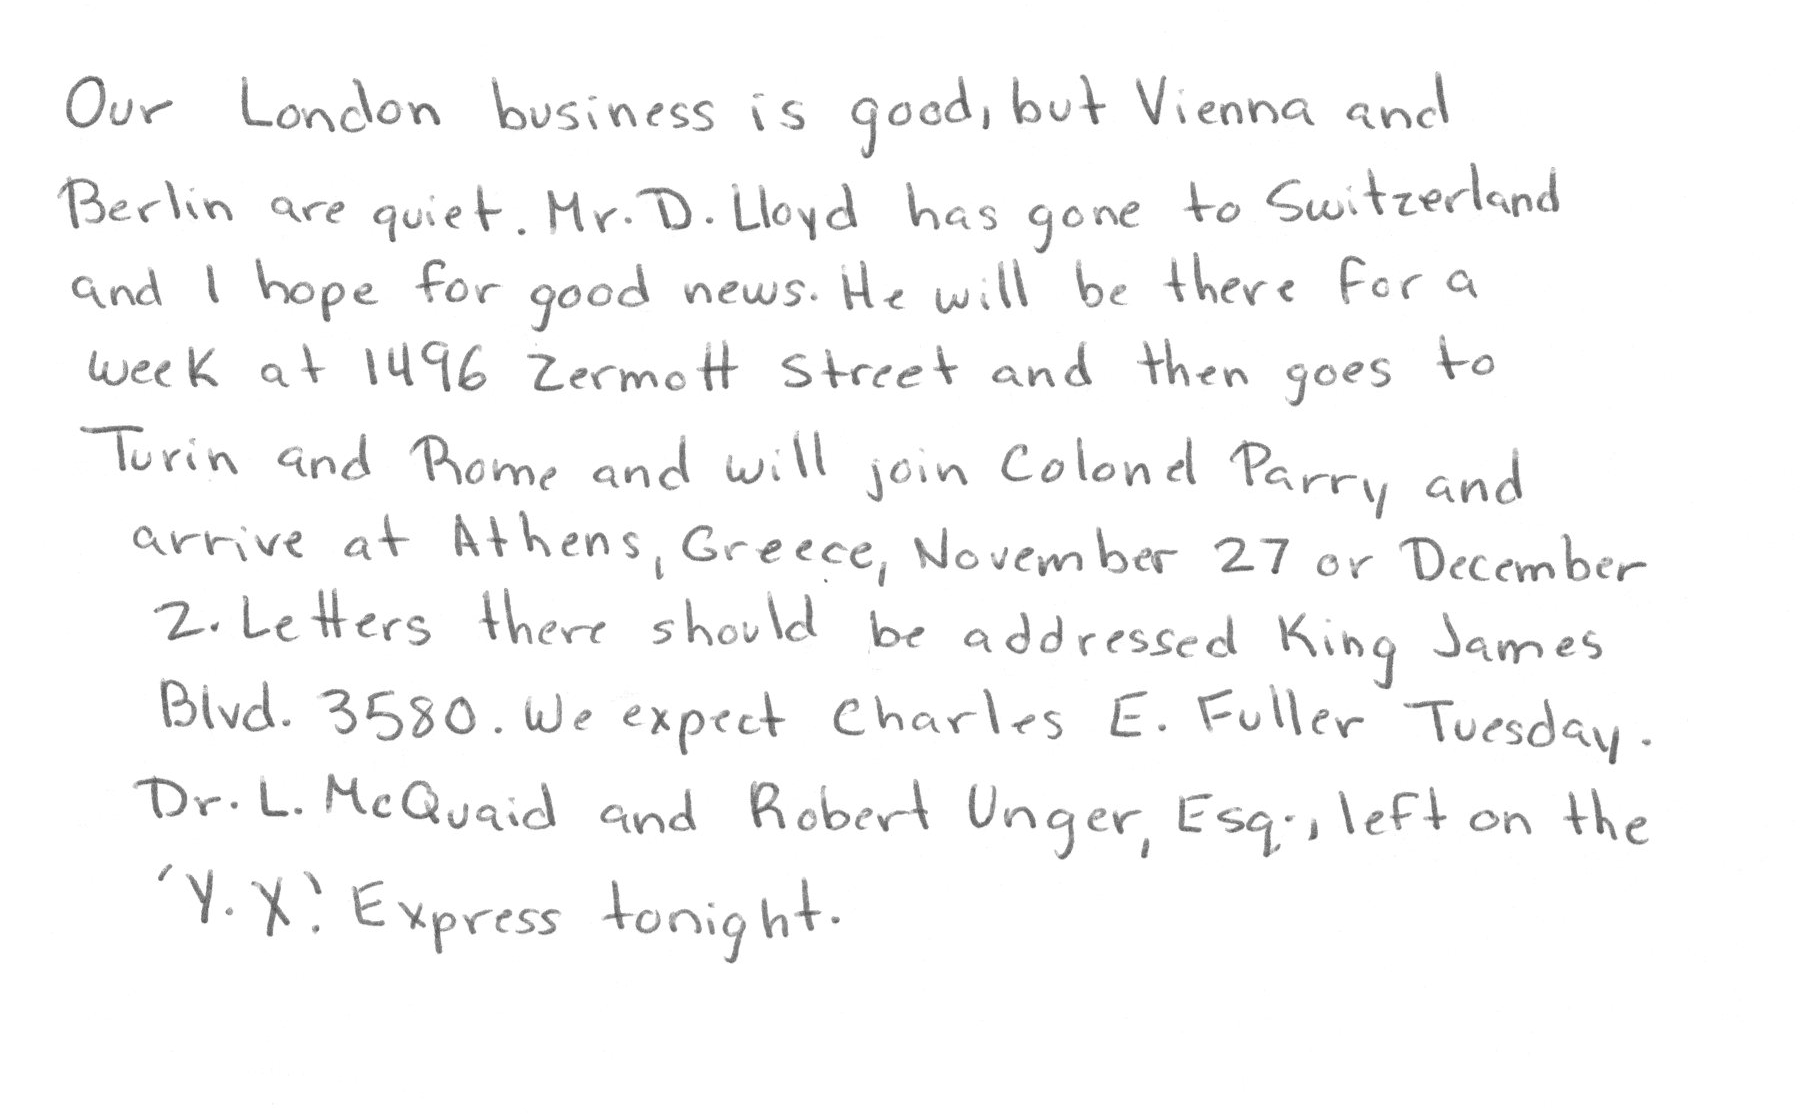 Our London business is good, but Vienna and
Berlin are quiet. Mr. D. Lloyd has gone to Switzerland
and I hope for good news. He will be there for a
week at 1496 Zermott Street and then goes to
Turin and Rome and will join Colonel Parry and
arrive at Athens, Greece, November 27 or December
2. Letters there should be addressed King James
Blvd. 3580. We expect Charles E. Fuller Tuesday.
Dr. L. McQuaid and Robert Unger, Esq., left on the
'Y. X.' Express tonight.